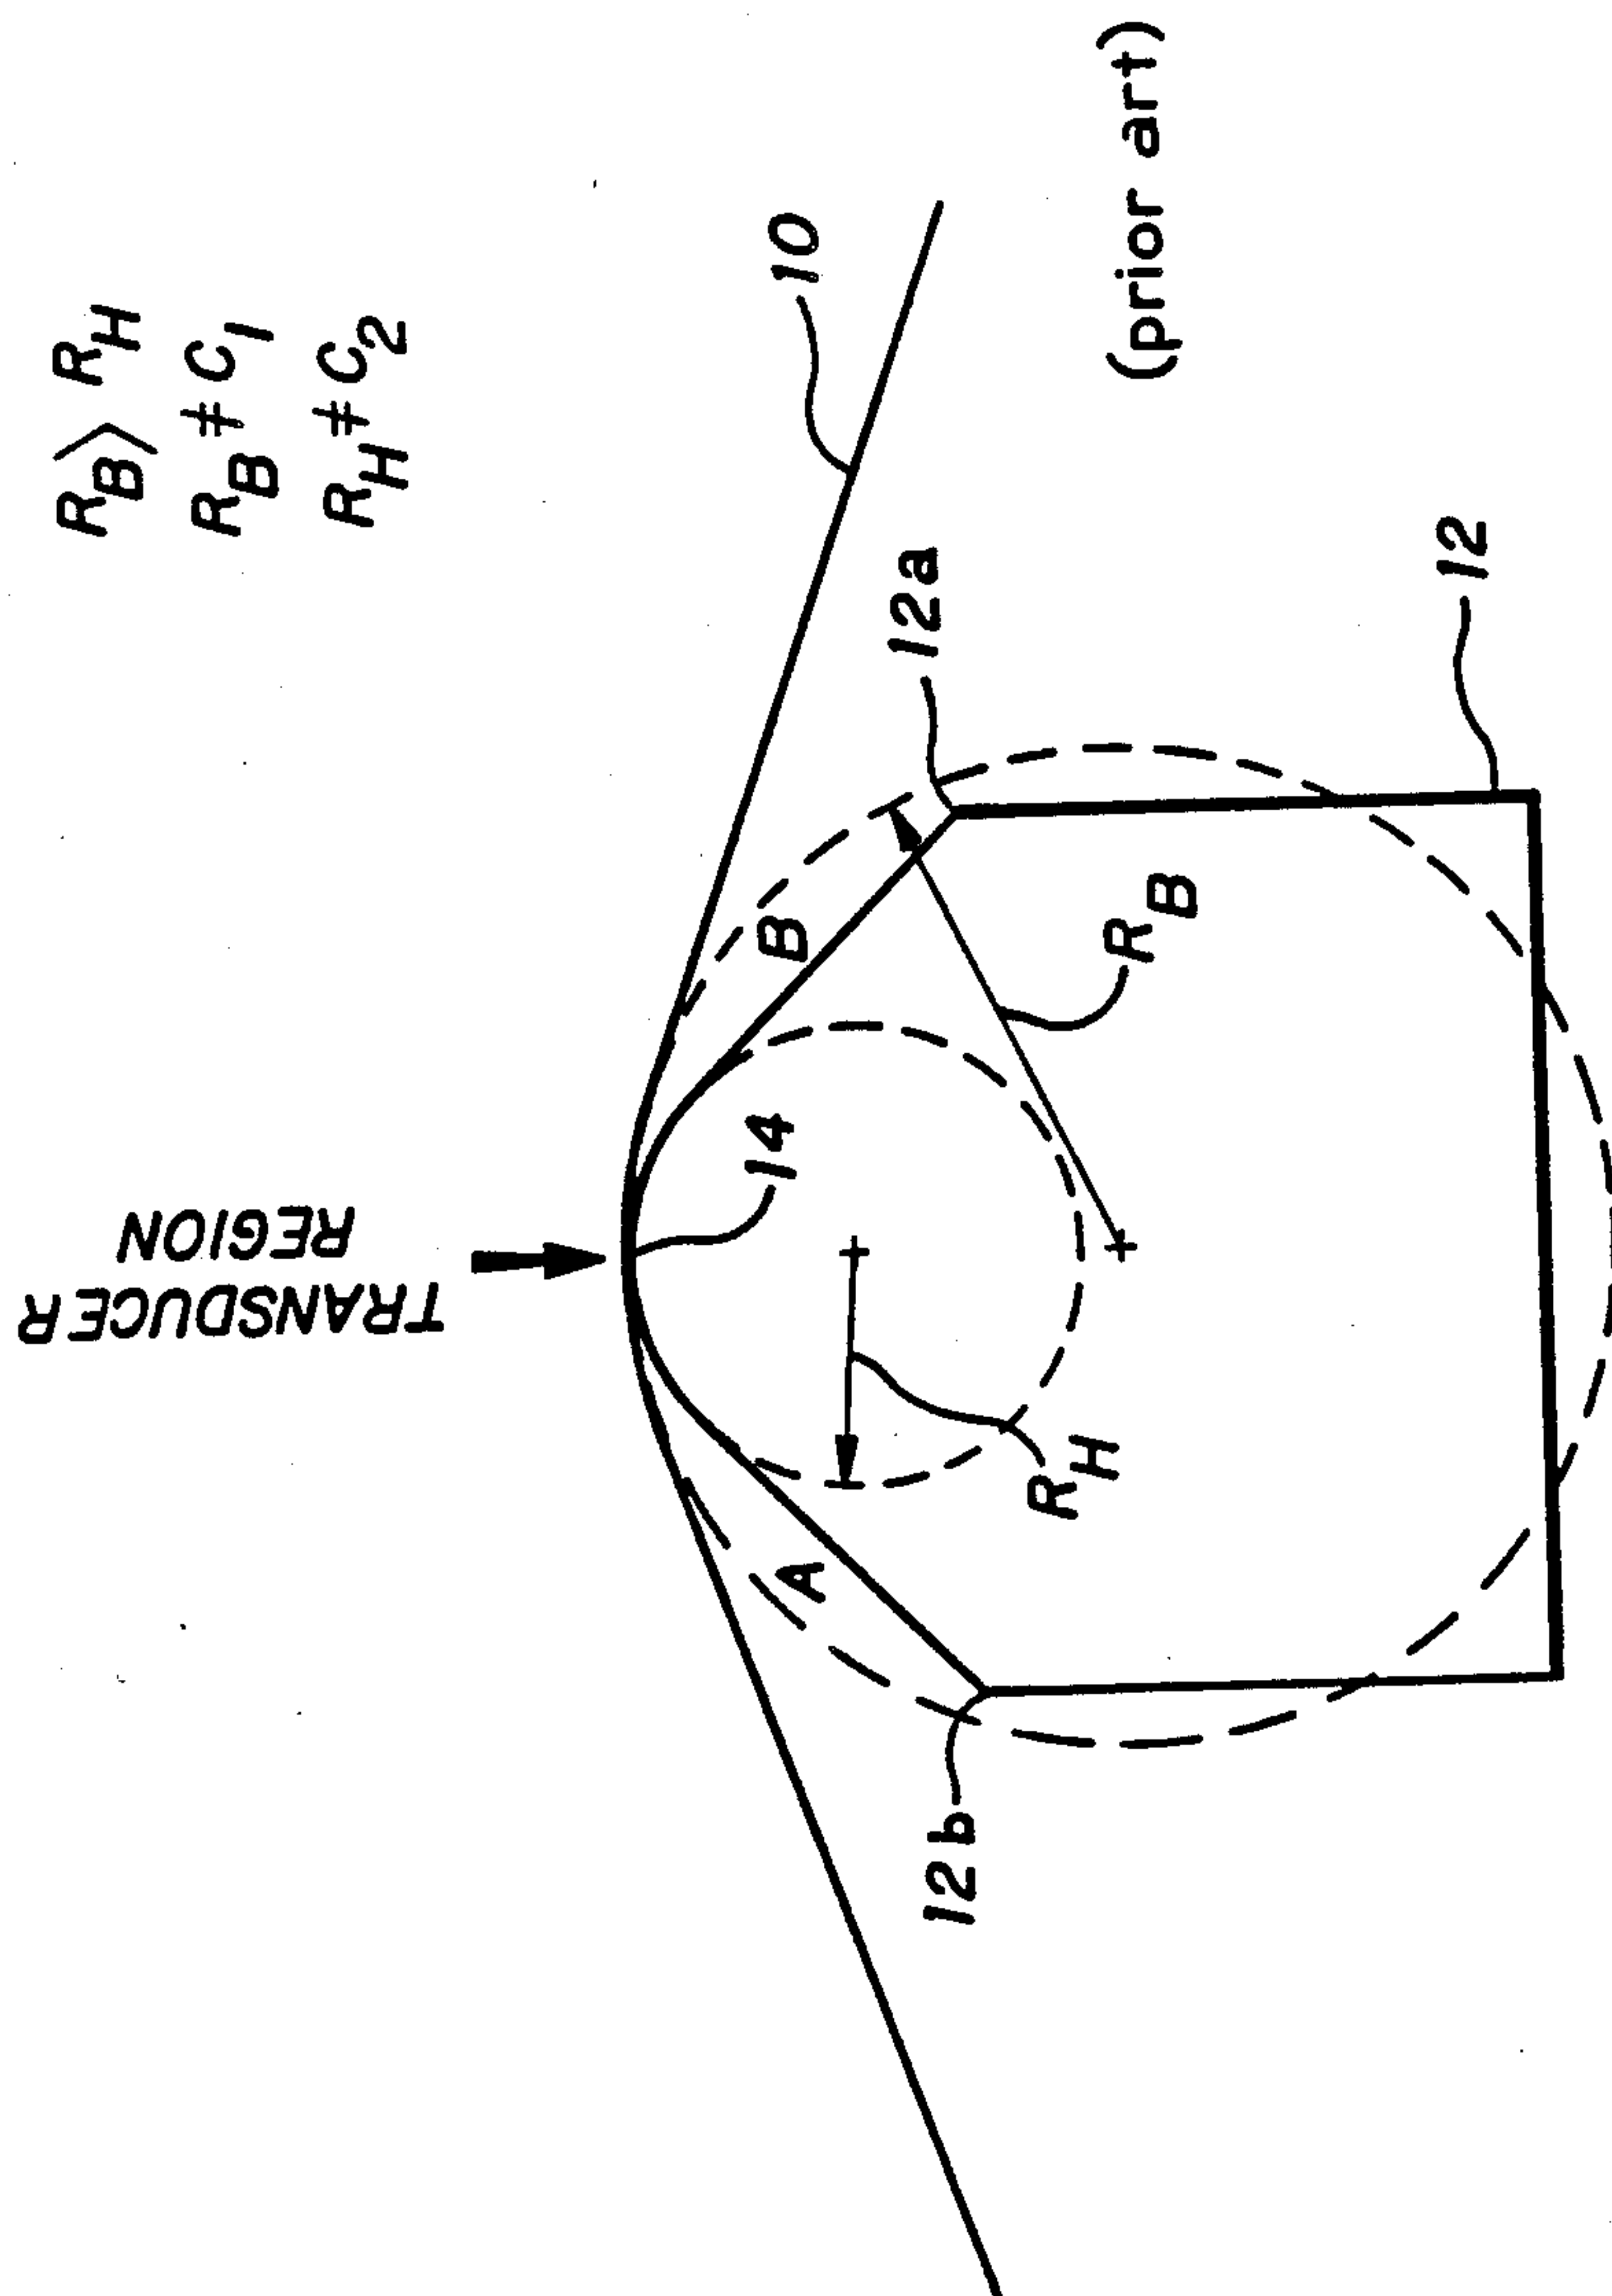 TRANSDUCER
REGION
R_B > R_H
R_B ≠ C_1
R_H ≠ C_2
10
14
A
B
12b
12a
R_H
R_B
12
(prior art)